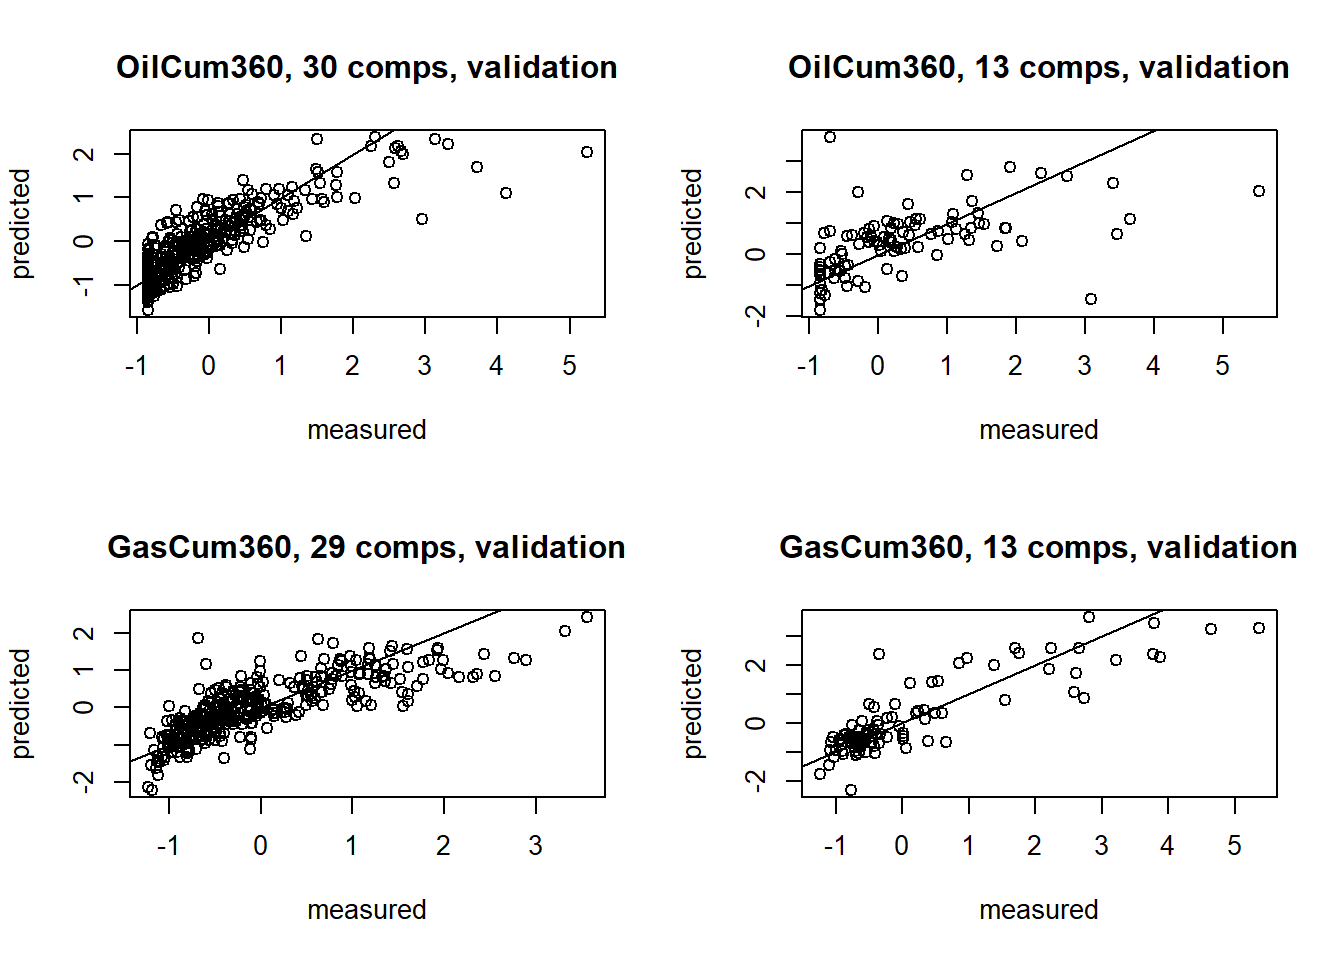 OilCum360, 30 comps, validation
predicted
2
1
0
-1
-1 0 1 2 3 4 5
measured
OilCum360, 13 comps, validation
predicted
2
0
-2
-1 0 1 2 3 4 5
measured
GasCum360, 29 comps, validation
predicted
2
1
0
-2
-1 0 1 2 3
measured
GasCum360, 13 comps, validation
predicted
2
0
-2
-1 0 1 2 3 4 5
measured